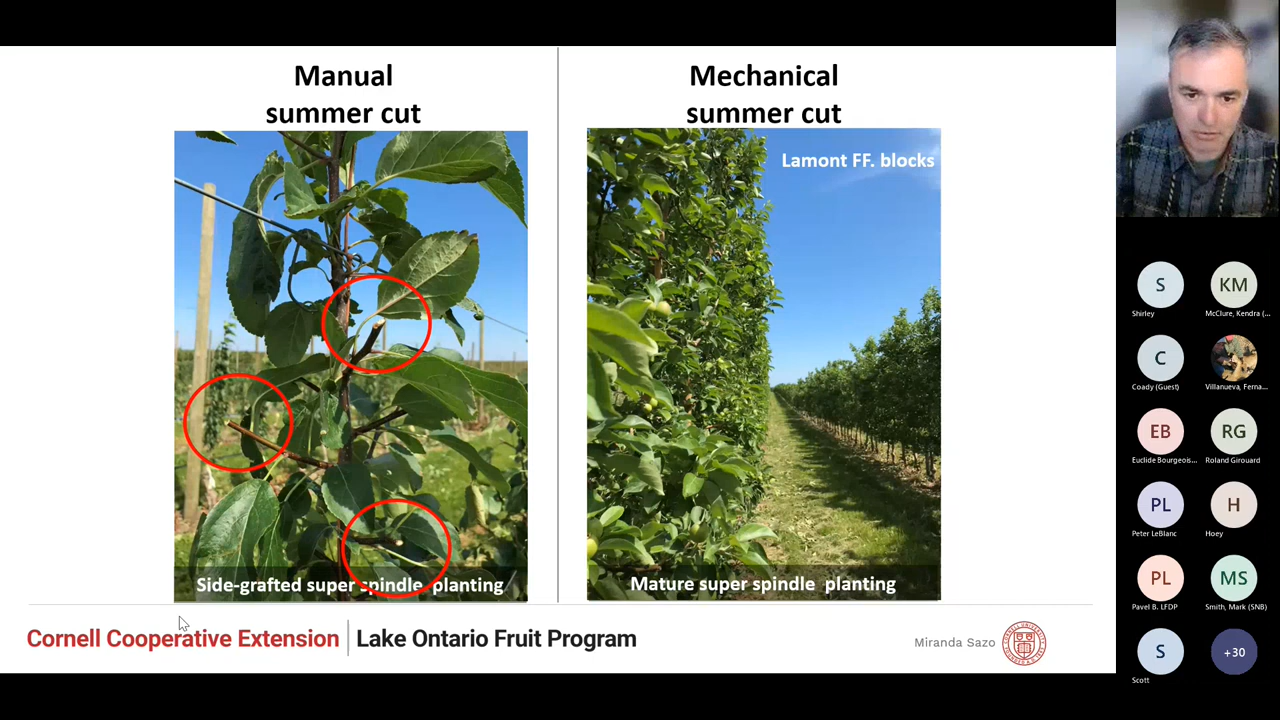 Manual
summer cut
Mechanical
summer cut
Lamont FF. blocks
Side-grafted super spindle planting
Mature super spindle planting
Cornell Cooperative Extension
Lake Ontario Fruit Program
Miranda Sazo
S
Shirley
KM
McClure, Kendra (...
C
Coady (Guest)
Villanueva, Ferna...
EB
Euclide Bourgeois...
RG
Roland Girouard
PL
Peter LeBlanc
H
Hoey
PL
Pavel B. LFDP
MS
Smith, Mark (SNB)
S
Scott
+30